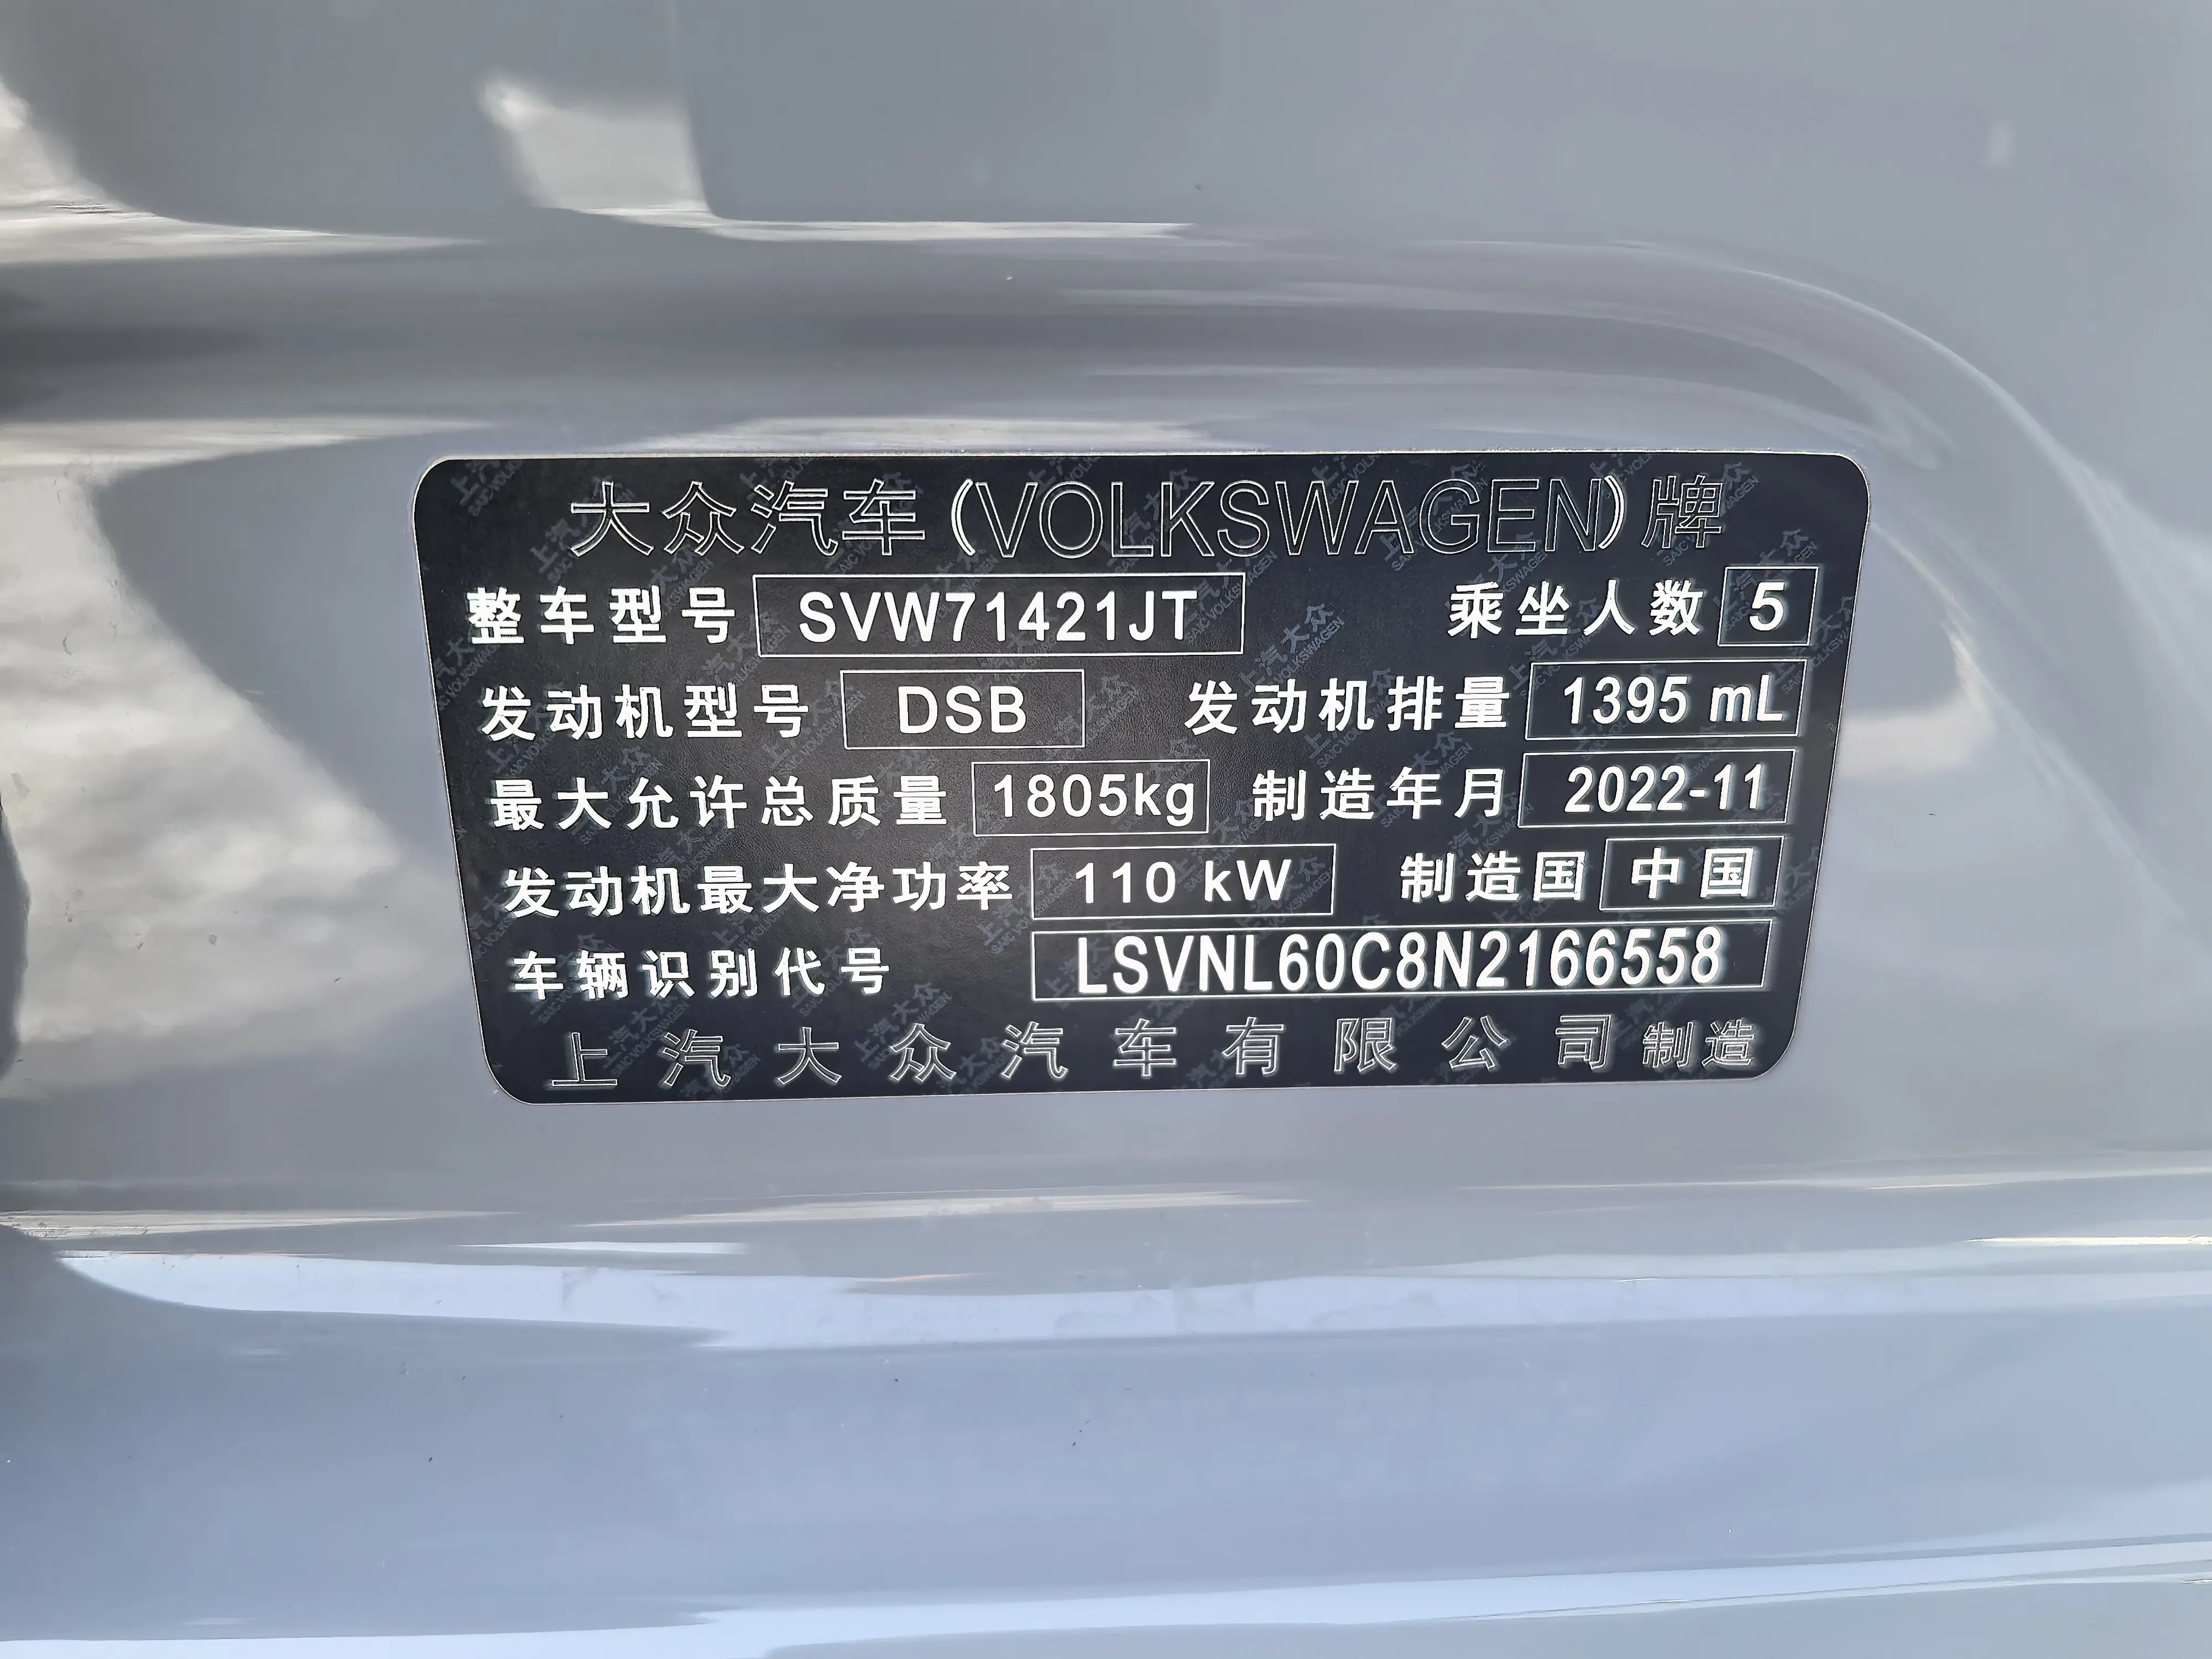 大众汽车(VOLKSWAGEN)牌
整车型号 SVW71421JT 乘坐人数 5
发动机型号 DSB 发动机排量 1395 mL
最大允许总质量 1805kg 制造年月 2022-11
发动机最大净功率 110 kW 制造国 中国
车辆识别代号 LSVNL60C8N2166558
上汽大众汽车有限公司制造